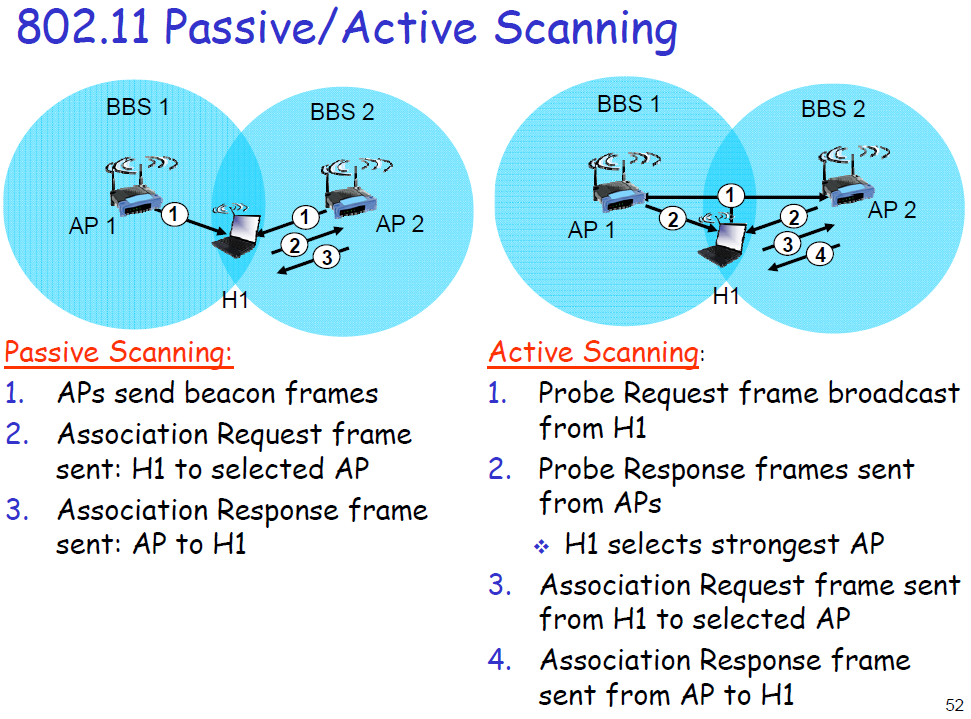 802.11 Passive/Active Scanning
BBS 1
BBS 2
AP 1
AP 2
1
1
2
3
H1
BBS 1
BBS 2
AP 1
AP 2
1
2
2
3
4
H1
Passive Scanning:
1. APs send beacon frames
2. Association Request frame
sent: H1 to selected AP
3. Association Response frame
sent: AP to H1
Active Scanning:
1. Probe Request frame broadcast
from H1
2. Probe Response frames sent
from APs
❖ H1 selects strongest AP
3. Association Request frame sent
from H1 to selected AP
4. Association Response frame
sent from AP to H1
52